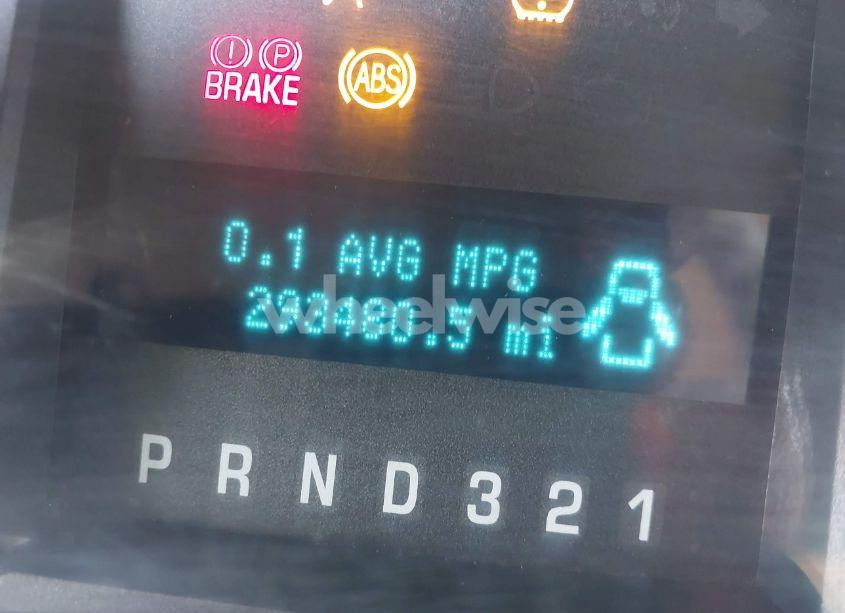 (!) (P)
BRAKE
ABS
0.1 AVG MPG
mi
wheelwise
P R N D 3 2 1